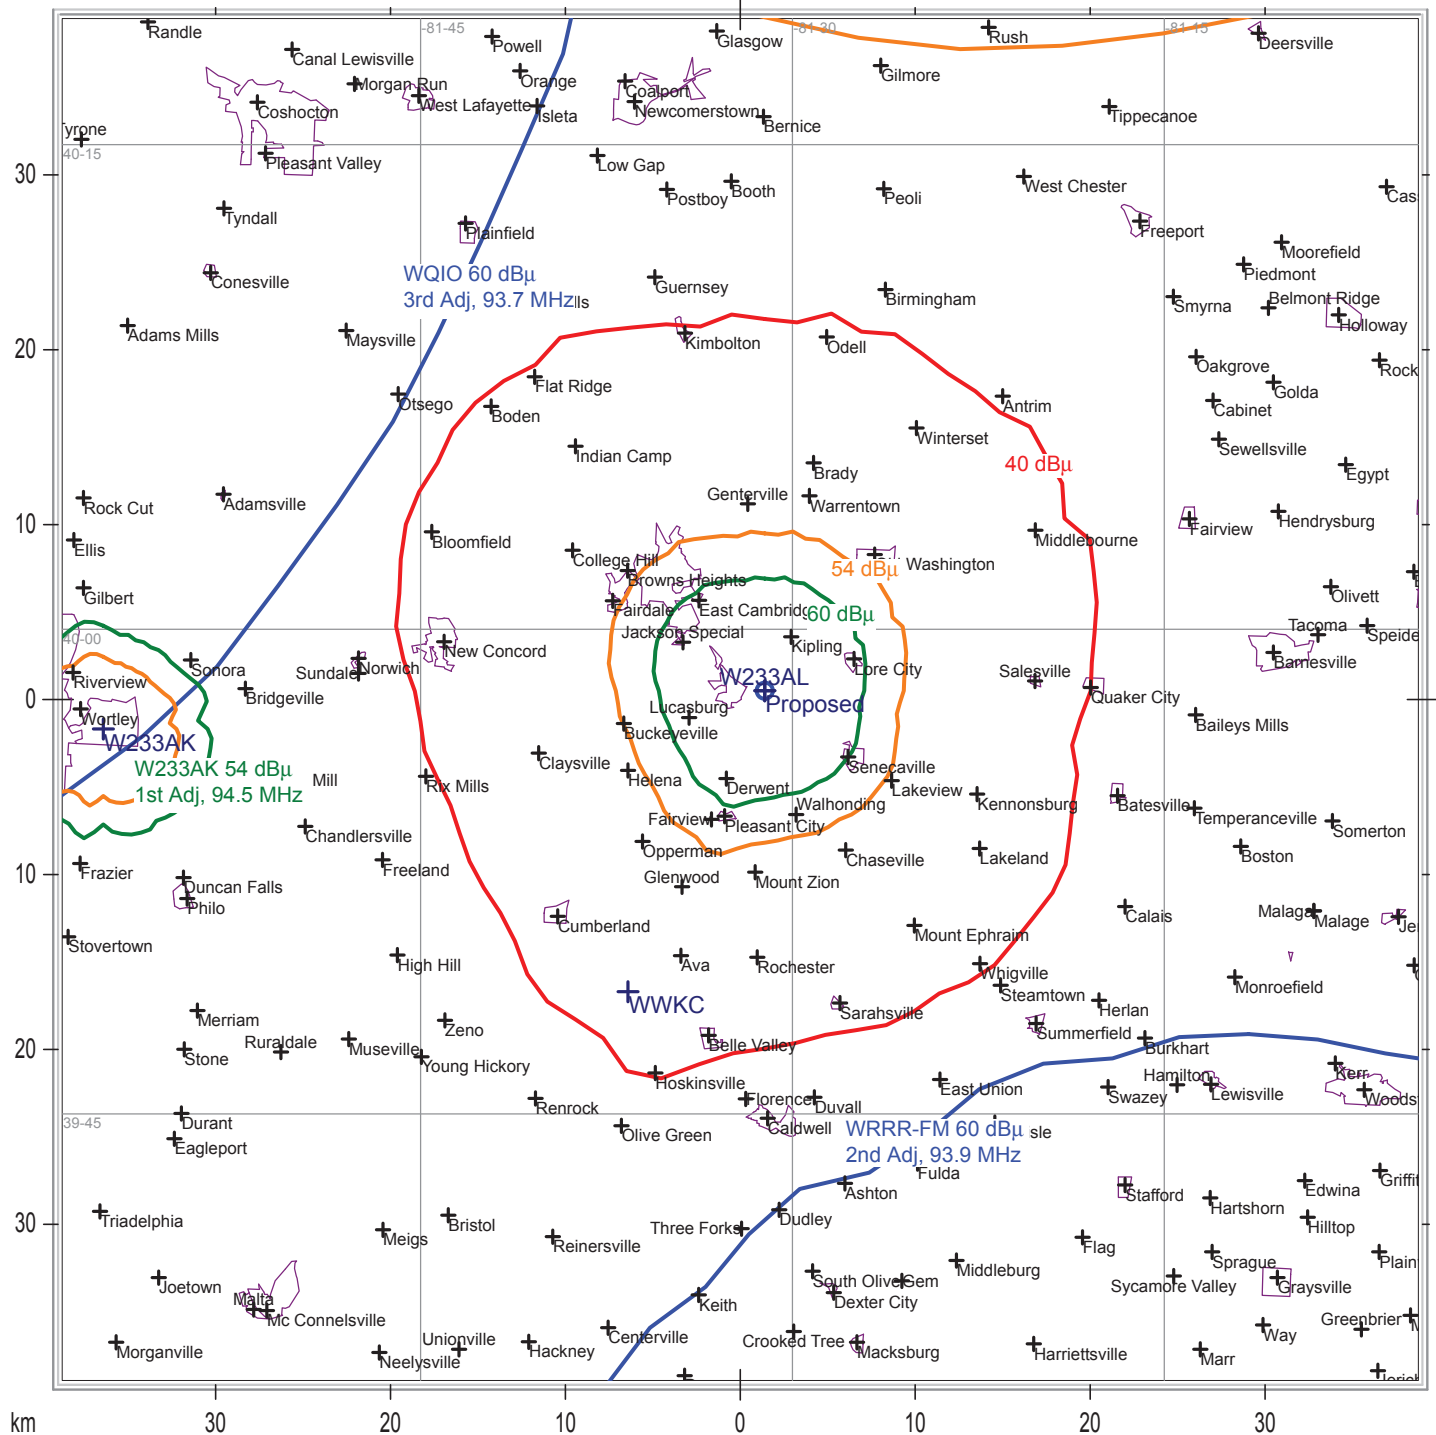 Randle
-81-45
Powell
Glasgow
-81-30
Rush
-81-15
Deersville
Canal Lewisville
Orange
Gilmore
Morgan Run
Coalport
West Lafayette
Isleta
Newcomerstown
Tippecanoe
Coshocton
Bernice
yrone
40-15
Pleasant Valley
Low Gap
30
Postboy
Booth
Peoli
West Chester
Cas
Tyndall
Plainfield
Freeport
Moorefield
Conesville
WQIO 60 dBµ
3rd Adj, 93.7 MHz
lls
Guernsey
Birmingham
Piedmont
Smyrna
Belmont Ridge
Holloway
Adams Mills
Maysville
Kimbolton
Odell
20
Oakgrove
Rock
Flat Ridge
Golda
Otsego
Boden
Antrim
Cabinet
Winterset
Sewellsville
Indian Camp
40 dBµ
Brady
Egypt
Rock Cut
Adamsville
Genterville
Warrentown
Fairview
Hendrysburg
10
Ellis
Bloomfield
College Hill
Middlebourne
Washington
54 dBµ
Browns Heights
Gilbert
Fairdale
East Cambridg
60 dBµ
Olivett
40-00
Jackson Special
Kipling
Tacoma
Speide
New Concord
Barnesville
Sonora
Sundale
Norwich
Lore City
Salesville
Riverview
W233AL
Proposed
0
Bridgeville
Quaker City
Wortley
Lucasburg
Baileys Mills
W233AK
Buckeyeville
W233AK 54 dBµ
1st Adj, 94.5 MHz
Mill
Claysville
Senecaville
Rix Mills
Helena
Derwent
Lakeview
Walhonding
Kennonsburg
Batesville
Temperanceville
Fairview
Pleasant City
Somerton
Chandlersville
Opperman
Chaseville
Lakeland
Boston
Frazier
Freeland
10
Duncan Falls
Glenwood
Mount Zion
Philo
Cumberland
Calais
Malaga
Malage
Je
Stovertown
Mount Ephraim
High Hill
Ava
Rochester
Whigville
Monroefield
WWKC
Steamtown
Merriam
Sarahsville
Herlan
Zeno
Summerfield
Ruraldale
Museville
Belle Valley
Burkhart
20
Stone
Young Hickory
Hoskinsville
Hamilton
Kerr
East Union
Swazey
Lewisville
Woods
Renrock
Florence
Duvall
39-45
Durant
Olive Green
Caldwell
WRRR-FM 60 dBµ
2nd Adj, 93.9 MHz
sle
Eagleport
Fulda
Ashton
Stafford
Edwina
Griffit
Triadelphia
Bristol
Dudley
Hartshorn
30
Meigs
Reinersville
Three Forks
Flag
Hilltop
Sprague
Plain
Joetown
South Olive
Gem
Middleburg
Sycamore Valley
Graysville
Malta
Mc Connelsville
Keith
Dexter City
Greenbrier
Morganville
Unionville
Neelysville
Hackney
Centerville
Crooked Tree
Macksburg
Harriettsville
Marr
Way
km
30
20
10
0
10
20
30